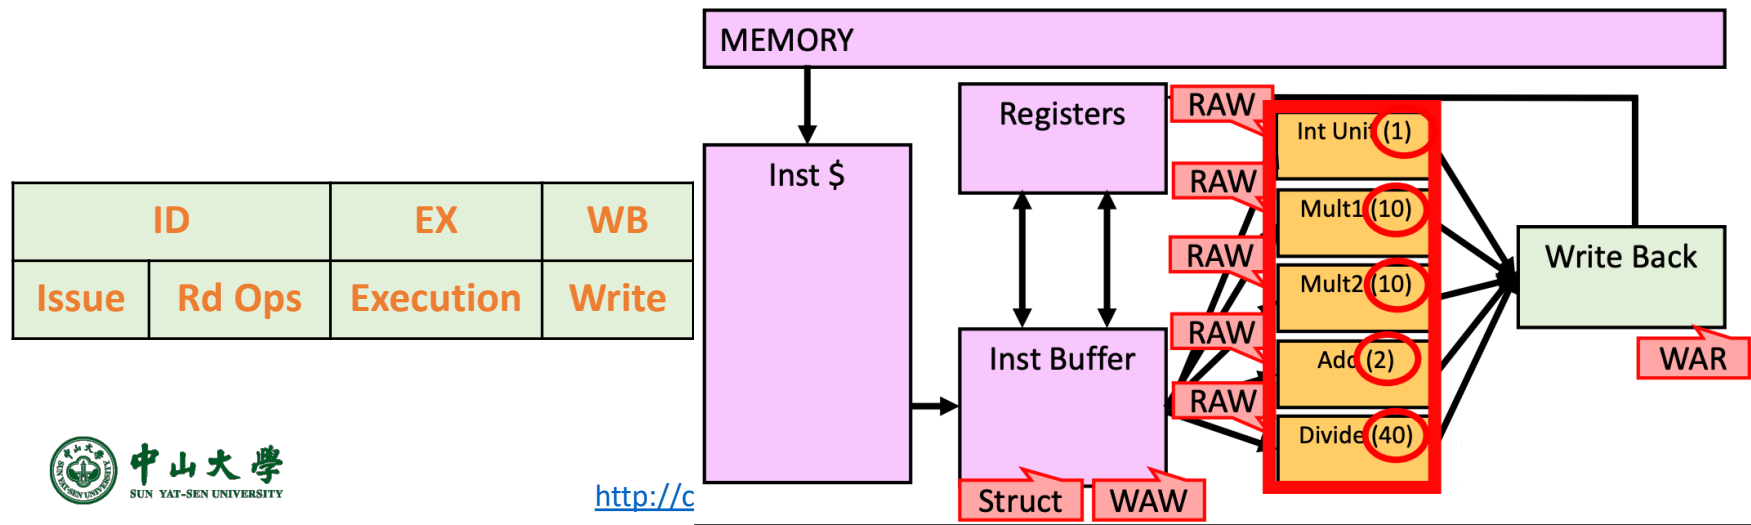 MEMORY
Registers
RAW
Int Unit (1)
Inst $
RAW
Mult1 (10)
ID
EX
WB
RAW
Mult2 (10)
Write Back
Issue
Rd Ops
Execution
Write
RAW
Add (2)
WAR
Inst Buffer
RAW
Divide (40)
中山大學
SUN YAT-SEN UNIVERSITY
http://c
Struct
WAW